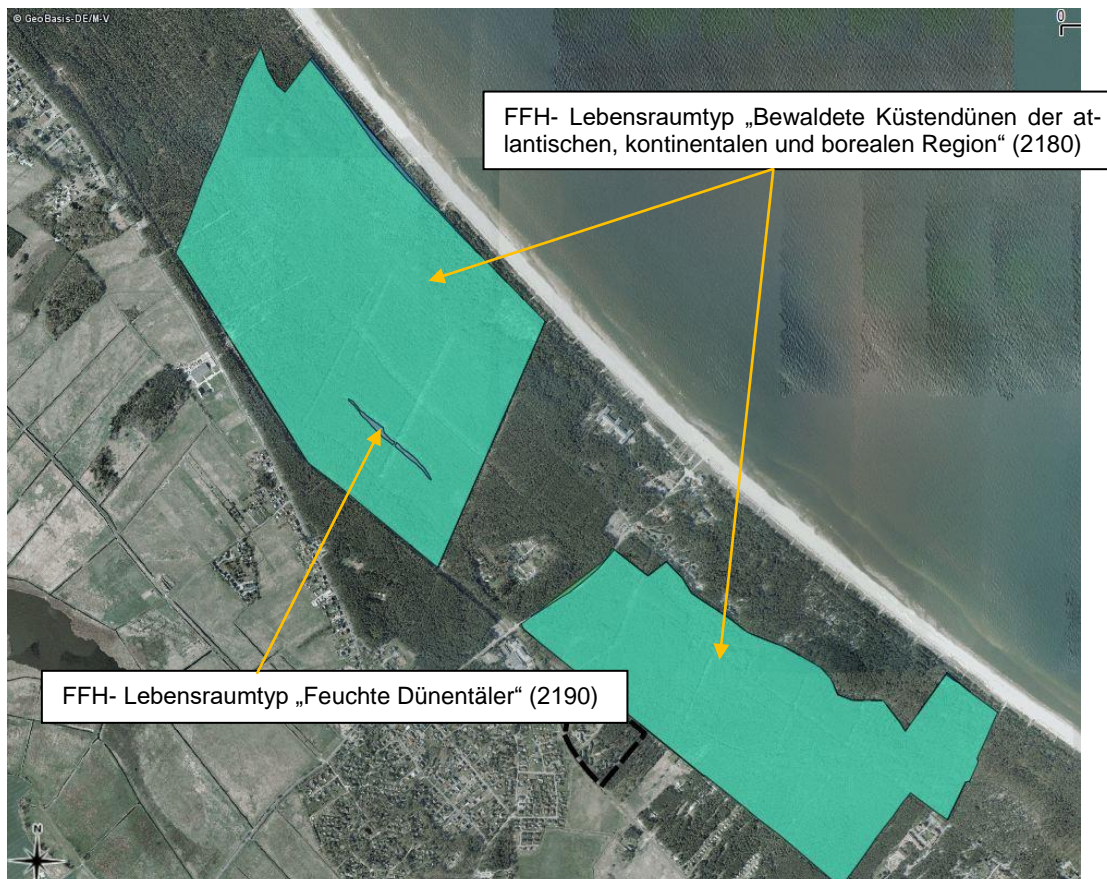 © GeoBasis-DE/M-V
0
FFH- Lebensraumtyp „Bewaldete Küstendünen der at-
lantischen, kontinentalen und borealen Region“ (2180)
FFH- Lebensraumtyp „Feuchte Dünentäler“ (2190)
N